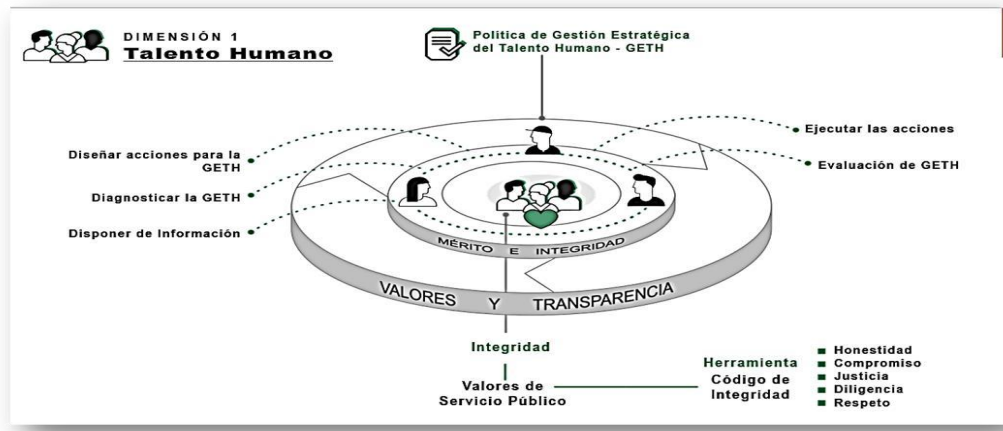 DIMENSIÓN 1
Talento Humano
Política de Gestión Estratégica
del Talento Humano - GETH
Diseñar acciones para la
GETH
Diagnosticar la GETH
Disponer de Información
Ejecutar las acciones
Evaluación de GETH
MÉRITO E INTEGRIDAD
VALORES Y TRANSPARENCIA
Integridad
Valores de
Servicio Público
Herramienta
Código de
Integridad
Honestidad
Compromiso
Justicia
Diligencia
Respeto